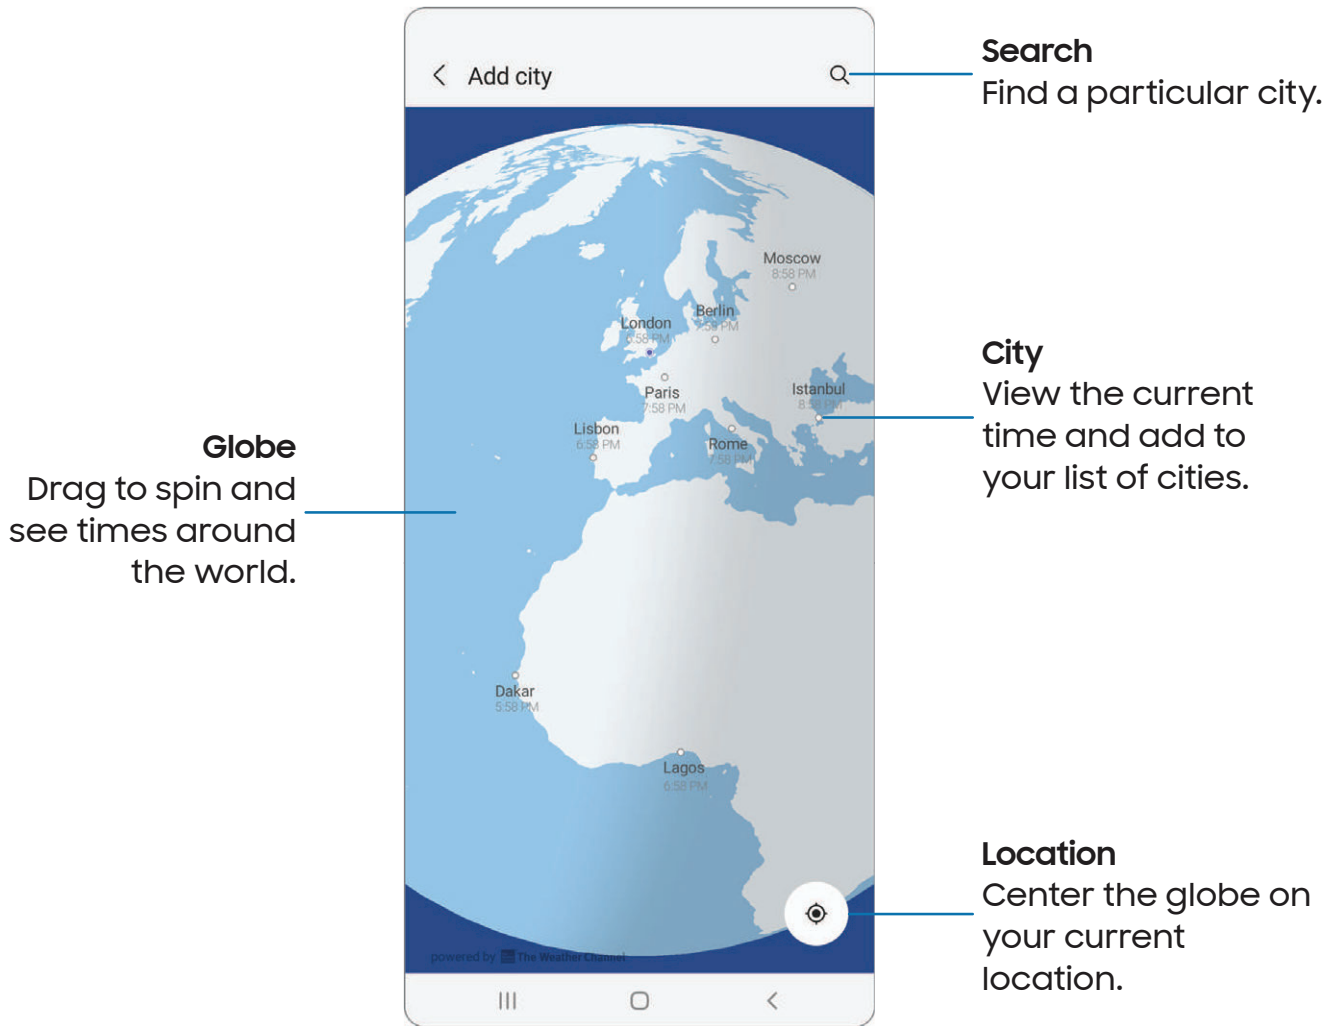 Add city
Search
Find a particular city.
Moscow
8:58 PM
Berlin
7:58 PM
London
6:58 PM
Paris
7:58 PM
Istanbul
8:58 PM
City
View the current
time and add to
your list of cities.
Lisbon
6:58 PM
Rome
7:58 PM
Globe
Drag to spin and
see times around
the world.
Dakar
5:58 PM
Lagos
6:58 PM
Location
Center the globe on
your current
location.
powered by The Weather Channel